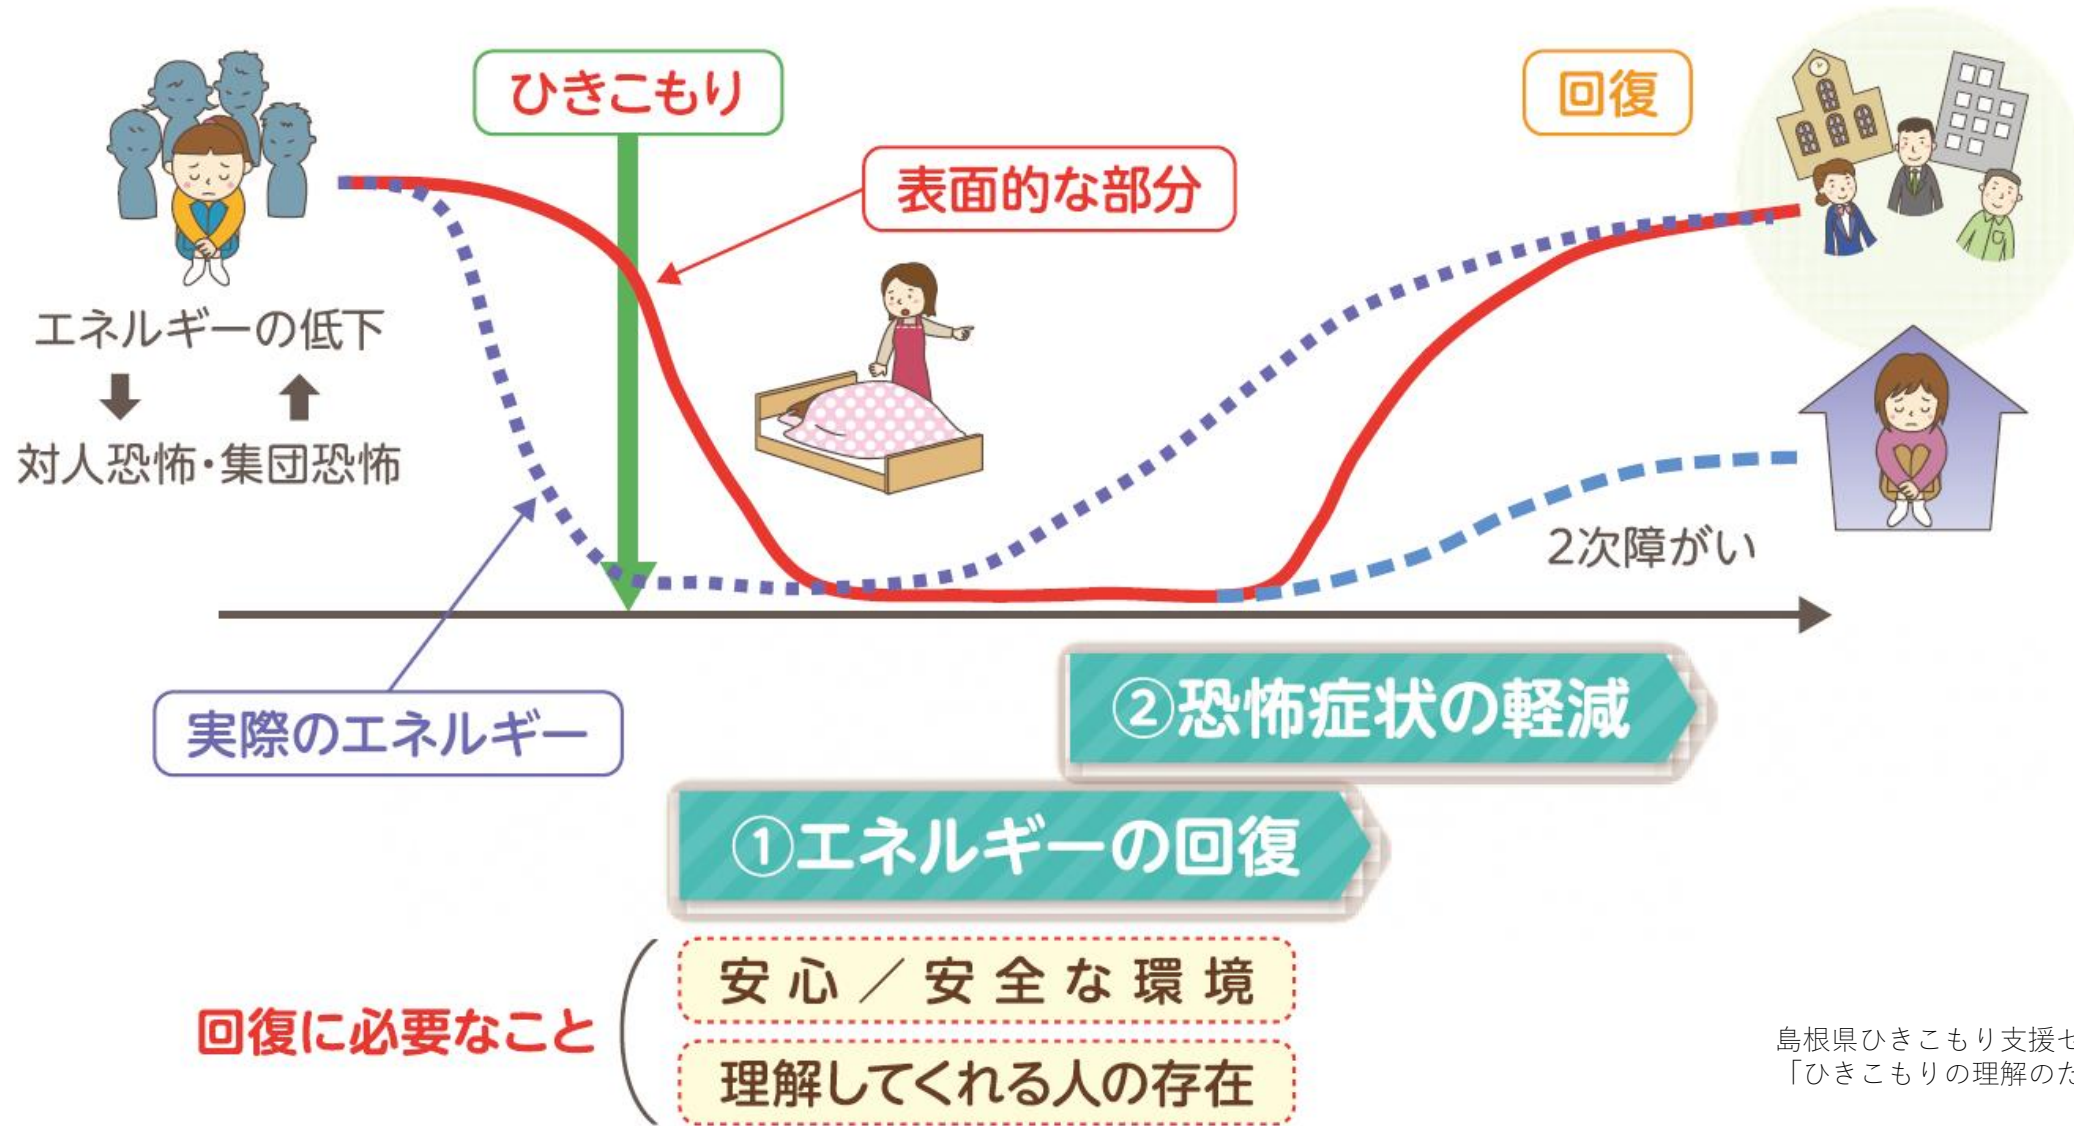 ひきこもり
回復
表面的な部分
エネルギーの低下
対人恐怖・集団恐怖
2次障がい
実際のエネルギー
②恐怖症状の軽減
①エネルギーの回復
回復に必要なこと
安心／安全な環境
理解してくれる人の存在
島根県ひきこもり支援セ
「ひきこもりの理解のた